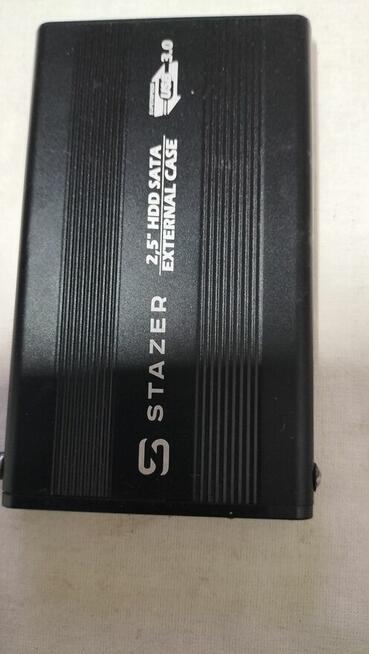 STAZER
2,5" HDD SATA
EXTERNAL CASE
USB 3.0